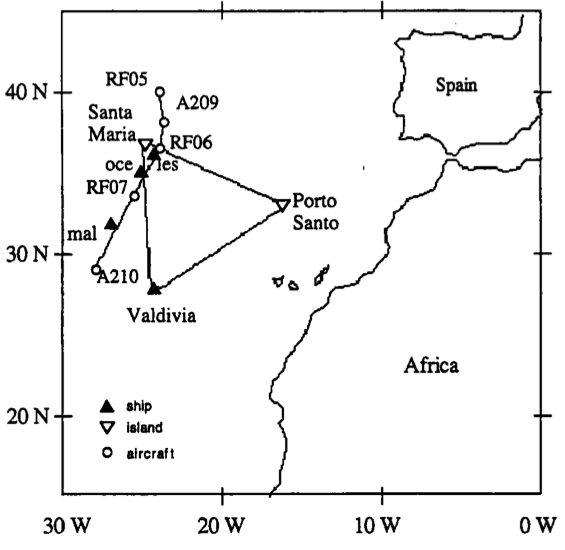 RF05
40 N
A209
Spain
Santa
Maria
RF06
oce
les
RF07
Porto
Santo
mal
30 N
A210
Valdivia
Africa
ship
20 N
island
aircraft
30 W
20 W
10 W
0 W